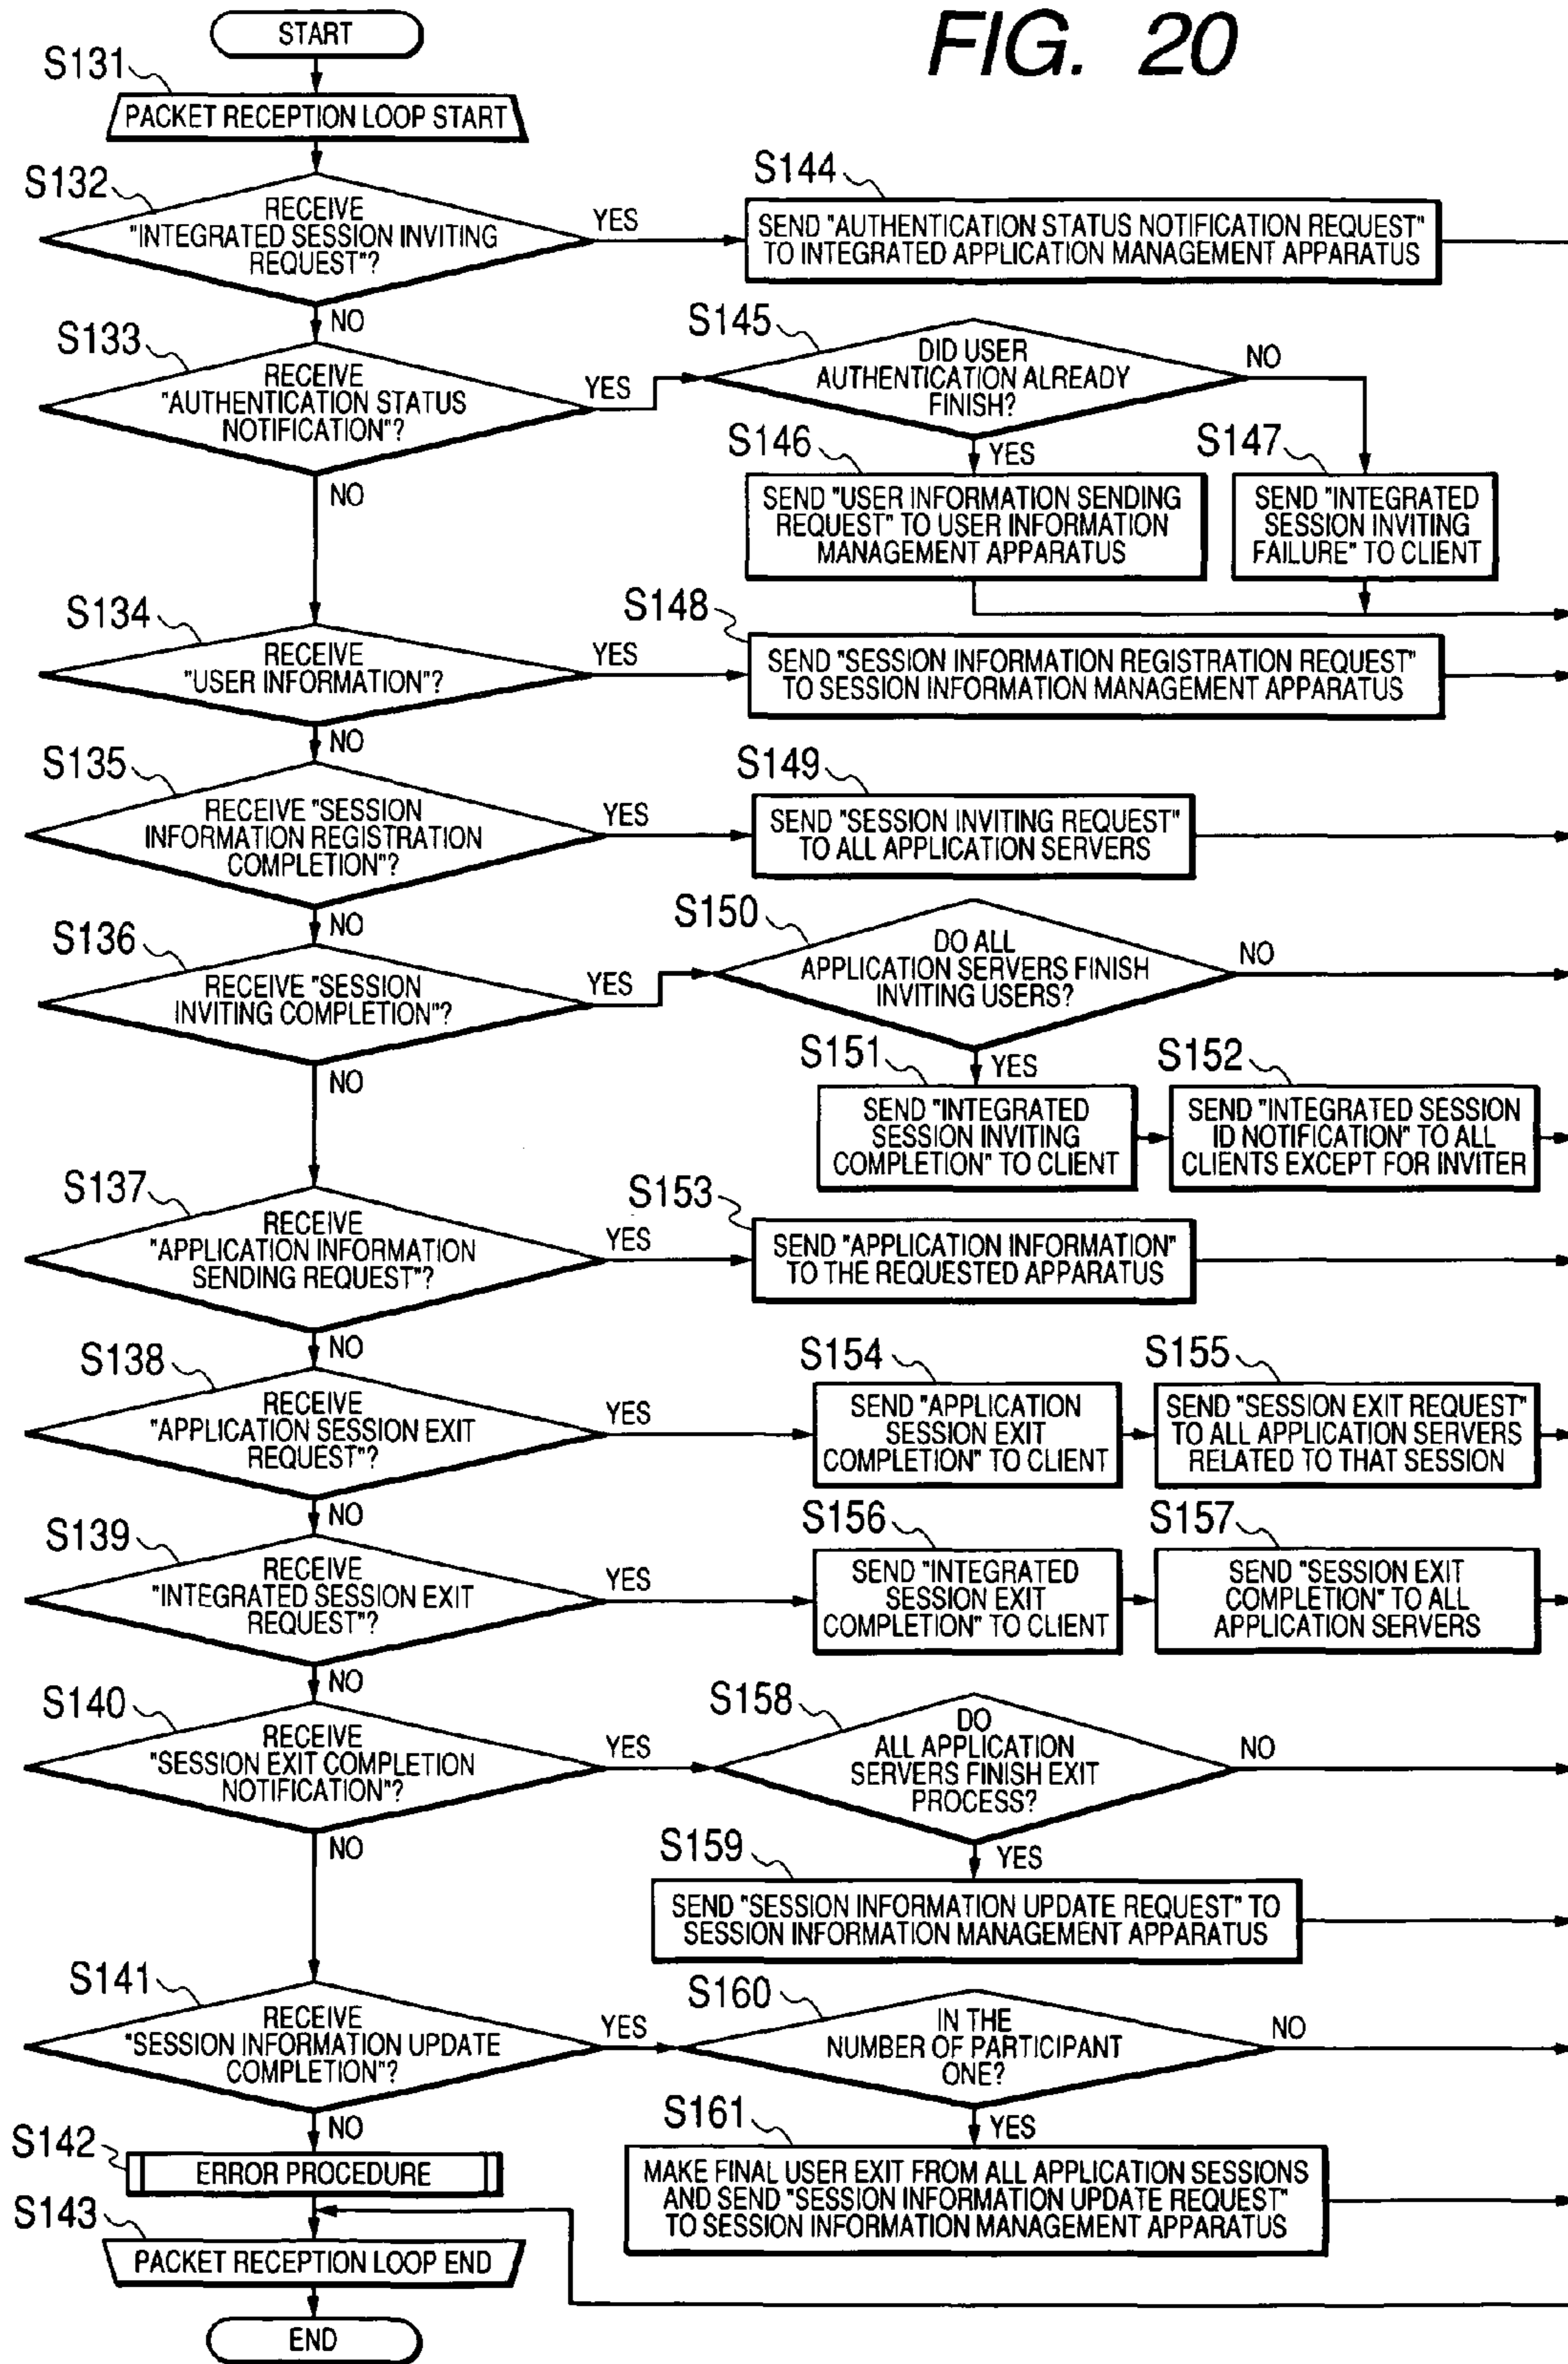 FIG. 20
START
S131
PACKET RECEPTION LOOP START
S132
RECEIVE
"INTEGRATED SESSION INVITING
REQUEST"?
YES
NO
S144
SEND "AUTHENTICATION STATUS NOTIFICATION REQUEST"
TO INTEGRATED APPLICATION MANAGEMENT APPARATUS
S133
RECEIVE
"AUTHENTICATION STATUS
NOTIFICATION"?
YES
NO
S145
DID USER
AUTHENTICATION ALREADY
FINISH?
NO
YES
S146
SEND "USER INFORMATION SENDING
REQUEST" TO USER INFORMATION
MANAGEMENT APPARATUS
S147
SEND "INTEGRATED
SESSION INVITING
FAILURE" TO CLIENT
S134
RECEIVE
"USER INFORMATION"?
YES
NO
S148
SEND "SESSION INFORMATION REGISTRATION REQUEST"
TO SESSION INFORMATION MANAGEMENT APPARATUS
S135
RECEIVE "SESSION
INFORMATION REGISTRATION
COMPLETION"?
YES
NO
S149
SEND "SESSION INVITING REQUEST"
TO ALL APPLICATION SERVERS
S136
RECEIVE "SESSION
INVITING COMPLETION"?
YES
NO
S150
DO ALL
APPLICATION SERVERS FINISH
INVITING USERS?
NO
YES
S151
SEND "INTEGRATED
SESSION INVITING
COMPLETION" TO CLIENT
S152
SEND "INTEGRATED SESSION
ID NOTIFICATION" TO ALL
CLIENTS EXCEPT FOR INVITER
S137
RECEIVE
"APPLICATION INFORMATION
SENDING REQUEST"?
YES
NO
S153
SEND "APPLICATION INFORMATION"
TO THE REQUESTED APPARATUS
S138
RECEIVE
"APPLICATION SESSION EXIT
REQUEST"?
YES
NO
S154
SEND "APPLICATION
SESSION EXIT
COMPLETION" TO CLIENT
S155
SEND "SESSION EXIT REQUEST"
TO ALL APPLICATION SERVERS
RELATED TO THAT SESSION
S139
RECEIVE
"INTEGRATED SESSION EXIT
REQUEST"?
YES
NO
S156
SEND "INTEGRATED
SESSION EXIT
COMPLETION" TO CLIENT
S157
SEND "SESSION EXIT
COMPLETION" TO ALL
APPLICATION SERVERS
S140
RECEIVE
"SESSION EXIT COMPLETION
NOTIFICATION"?
YES
NO
S158
DO
ALL APPLICATION
SERVERS FINISH EXIT
PROCESS?
NO
YES
S159
SEND "SESSION INFORMATION UPDATE REQUEST" TO
SESSION INFORMATION MANAGEMENT APPARATUS
S141
RECEIVE
"SESSION INFORMATION UPDATE
COMPLETION"?
YES
NO
S160
IN THE
NUMBER OF PARTICIPANT
ONE?
NO
YES
S161
MAKE FINAL USER EXIT FROM ALL APPLICATION SESSIONS
AND SEND "SESSION INFORMATION UPDATE REQUEST"
TO SESSION INFORMATION MANAGEMENT APPARATUS
S142
ERROR PROCEDURE
S143
PACKET RECEPTION LOOP END
END